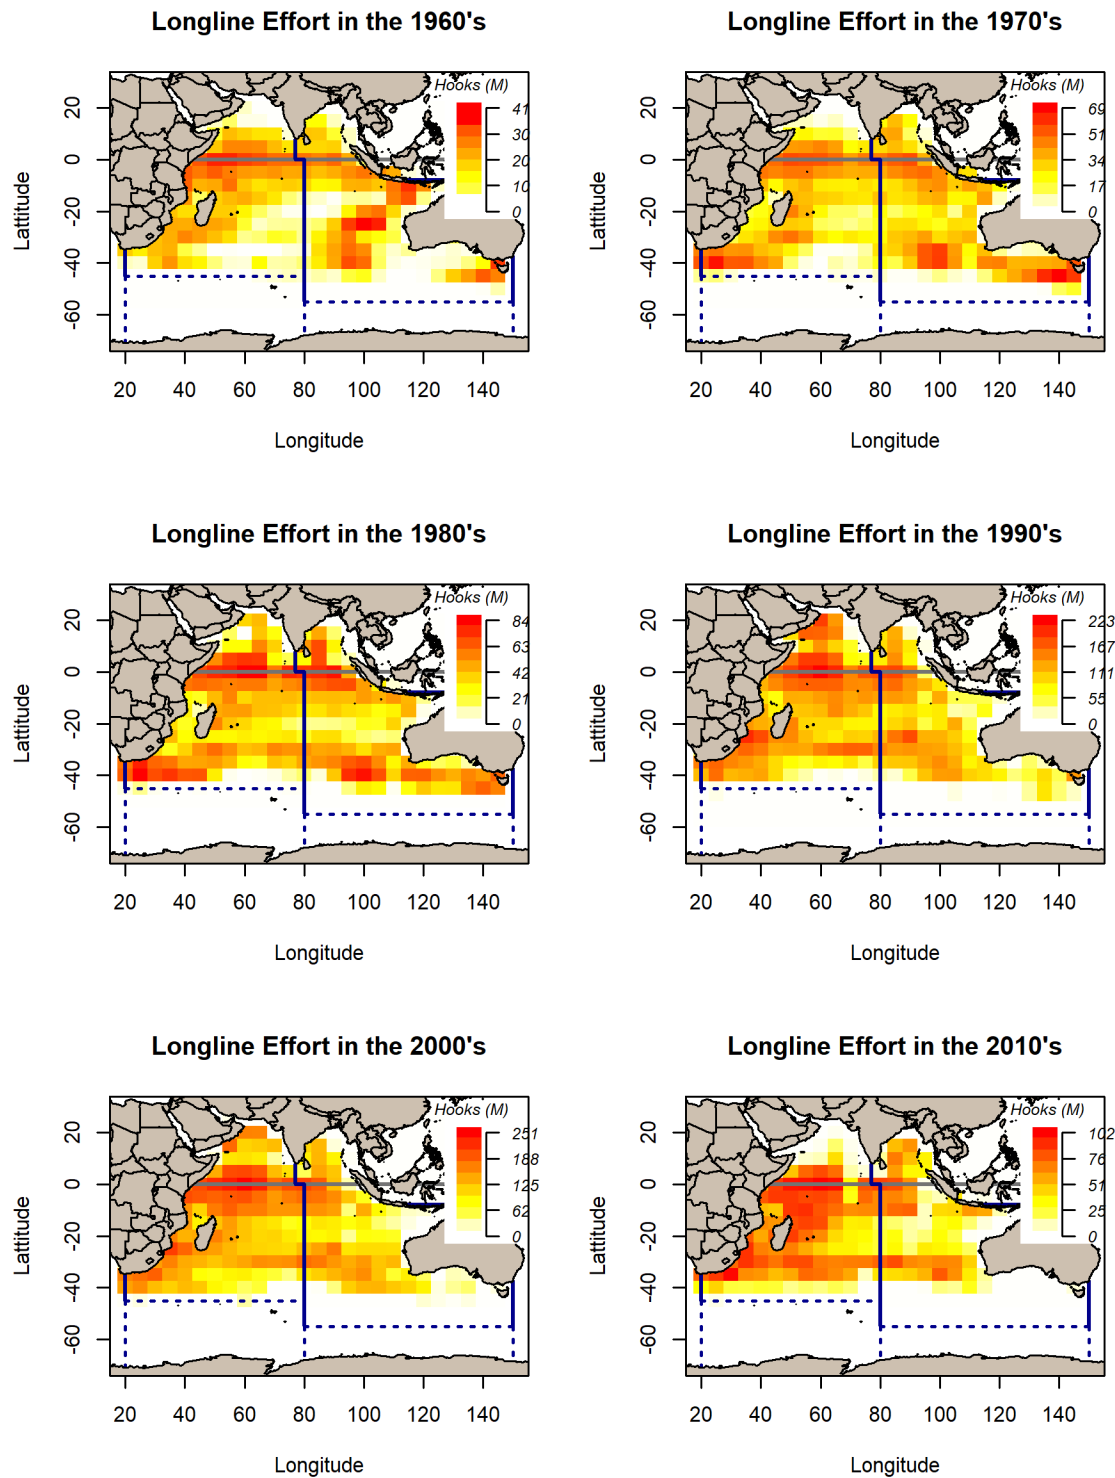 Longline Effort in the 1960's
Hooks (M)
41
30
20
10
0
20
0
-20
-40
-60
Lattitude
20 40 60 80 100 120 140
Longitude
Longline Effort in the 1970's
Hooks (M)
69
51
34
17
0
20
0
-20
-40
-60
Lattitude
20 40 60 80 100 120 140
Longitude
Longline Effort in the 1980's
Hooks (M)
84
63
42
21
0
20
0
-20
-40
-60
Lattitude
20 40 60 80 100 120 140
Longitude
Longline Effort in the 1990's
Hooks (M)
223
167
111
55
0
20
0
-20
-40
-60
Lattitude
20 40 60 80 100 120 140
Longitude
Longline Effort in the 2000's
Hooks (M)
251
188
125
62
0
20
0
-20
-40
-60
Lattitude
20 40 60 80 100 120 140
Longitude
Longline Effort in the 2010's
Hooks (M)
102
76
51
25
0
20
0
-20
-40
-60
Lattitude
20 40 60 80 100 120 140
Longitude